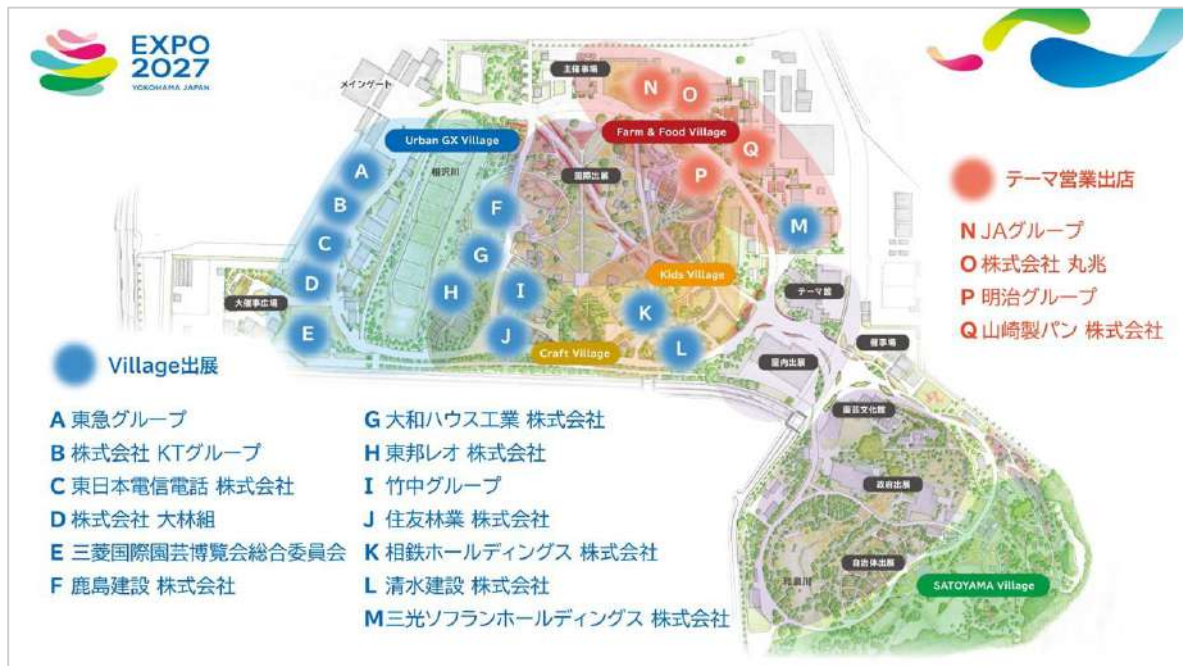 EXPO
2027
YOKOHAMA JAPAN
メインゲート
主催事場
N
O
Urban GX Village
Farm & Food Village
Q
A
相沢川
国際出展
P
B
F
M
C
G
Kids Village
D
H
I
テーマ館
大催事広場
K
E
J
L
催事場
Craft Village
屋内出展
園芸文化館
政府出展
自治体出展
和泉川
SATOYAMA Village
テーマ営業出店
N JAグループ
O 株式会社 丸兆
P 明治グループ
Q 山崎製パン 株式会社
Village出展
A 東急グループ
B 株式会社 KTグループ
C 東日本電信電話 株式会社
D 株式会社 大林組
E 三菱国際園芸博覧会総合委員会
F 鹿島建設 株式会社
G 大和ハウス工業 株式会社
H 東邦レオ 株式会社
I 竹中グループ
J 住友林業 株式会社
K 相鉄ホールディングス 株式会社
L 清水建設 株式会社
M 三光ソフランホールディングス 株式会社